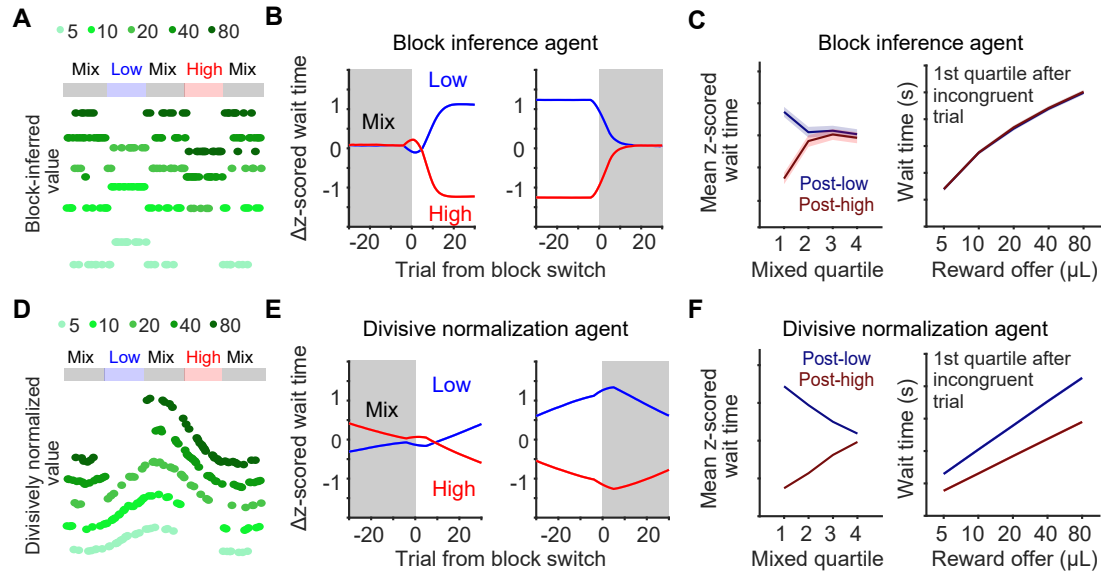 A
5 10 20 40 80
Mix Low Mix High Mix
Block-inferred
value
B
Block inference agent
Δz-scored wait time
1
0
-1
Mix
Low
High
-20 0 20
1
0
-1
-20 0 20
Trial from block switch
C
Block inference agent
Mean z-scored
wait time
Post-low
Post-high
1 2 3 4
Mixed quartile
Wait time (s)
1st quartile after
incongruent
trial
5 10 20 40 80
Reward offer (µL)
D
5 10 20 40 80
Mix Low Mix High Mix
Divisively normalized
value
E
Divisive normalization agent
Δz-scored wait time
1
0
-1
Mix
Low
High
-20 0 20
1
0
-1
-20 0 20
Trial from block switch
F
Divisive normalization agent
Mean z-scored
wait time
Post-low
Post-high
1 2 3 4
Mixed quartile
Wait time (s)
1st quartile after
incongruent
trial
5 10 20 40 80
Reward offer (µL)